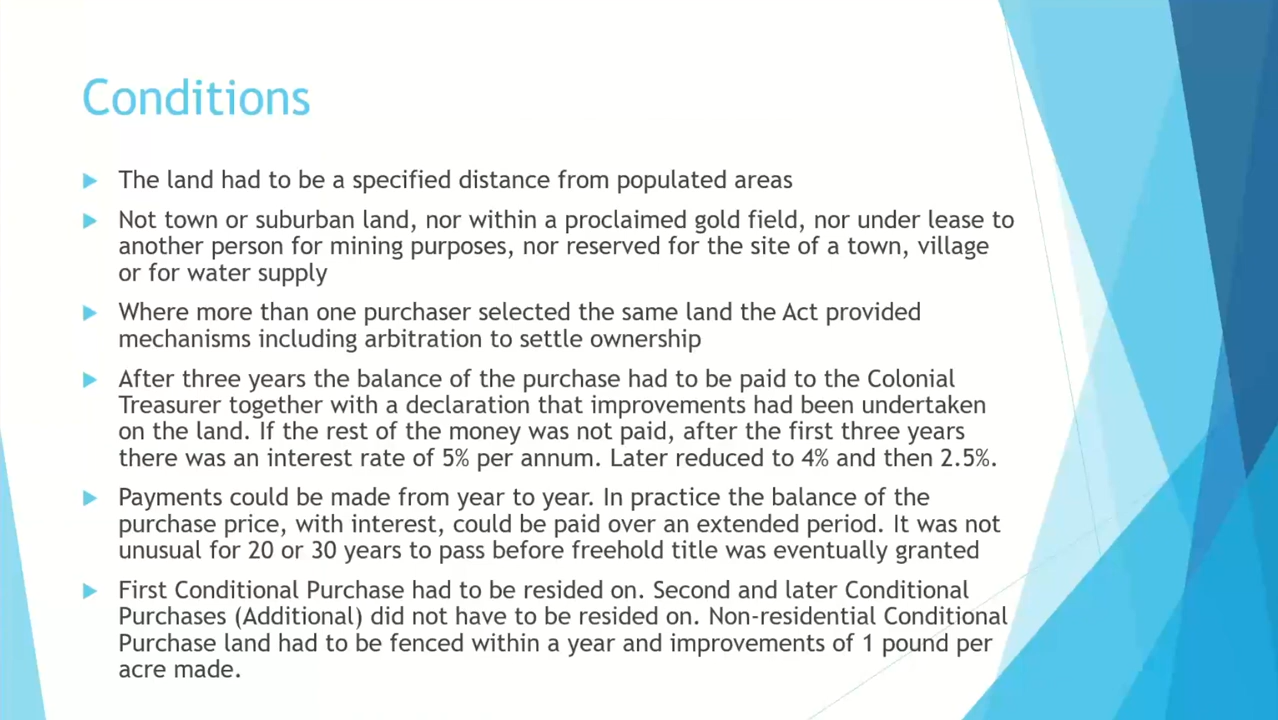 Conditions
The land had to be a specified distance from populated areas
Not town or suburban land, nor within a proclaimed gold field, nor under lease to
another person for mining purposes, nor reserved for the site of a town, village
or for water supply
Where more than one purchaser selected the same land the Act provided
mechanisms including arbitration to settle ownership
After three years the balance of the purchase had to be paid to the Colonial
Treasurer together with a declaration that improvements had been undertaken
on the land. If the rest of the money was not paid, after the first three years
there was an interest rate of 5% per annum. Later reduced to 4% and then 2.5%.
Payments could be made from year to year. In practice the balance of the
purchase price, with interest, could be paid over an extended period. It was not
unusual for 20 or 30 years to pass before freehold title was eventually granted
First Conditional Purchase had to be resided on. Second and later Conditional
Purchases (Additional) did not have to be resided on. Non-residential Conditional
Purchase land had to be fenced within a year and improvements of 1 pound per
acre made.